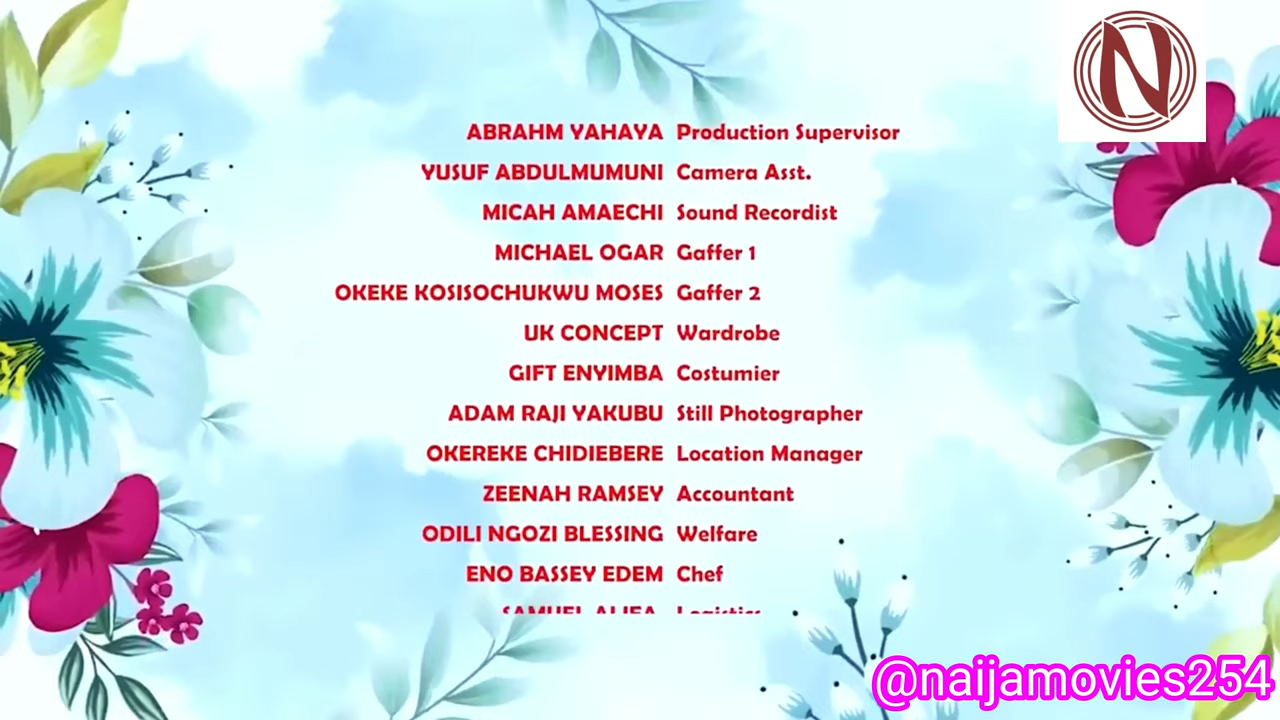 N
ABRAHM YAHAYA Production Supervisor
YUSUF ABDULMUMUNI Camera Asst.
MICAH AMAECHI Sound Recordist
MICHAEL OGAR Gaffer 1
OKEKE KOSISOCHUKWU MOSES Gaffer 2
UK CONCEPT Wardrobe
GIFT ENYIMBA Costumier
ADAM RAJI YAKUBU Still Photographer
OKEREKE CHIDIEBERE Location Manager
ZEENAH RAMSEY Accountant
ODILI NGOZI BLESSING Welfare
ENO BASSEY EDEM Chef
SAMUEL Logistics
@naijamovies254